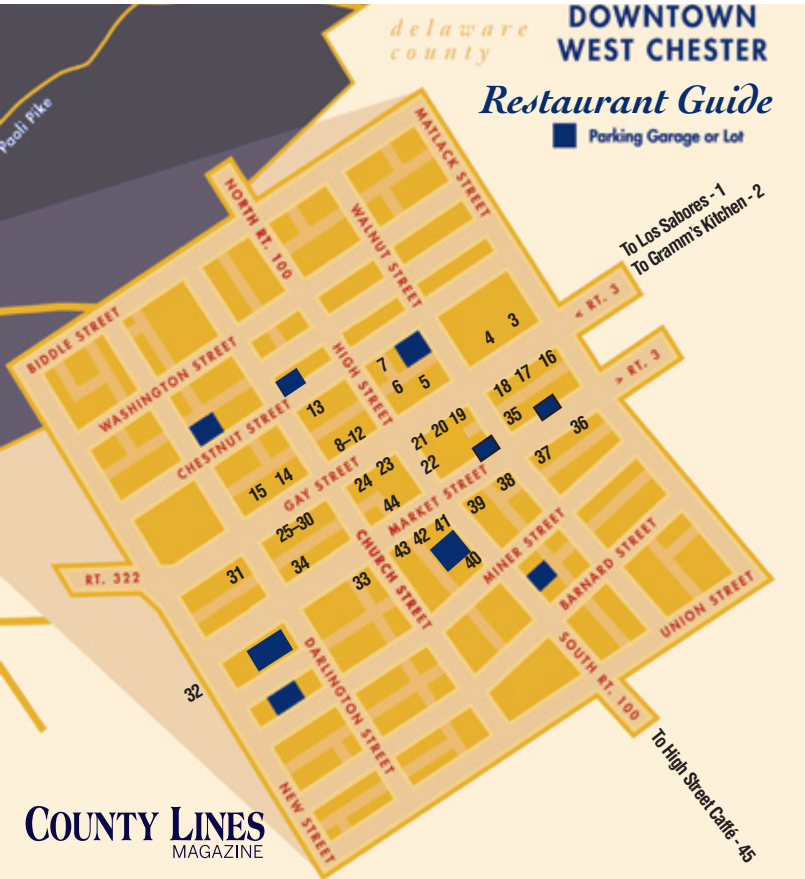 delaware
county
DOWNTOWN
WEST CHESTER
Restaurant Guide
Parking Garage or Lot
Paoli Pike
MATLACK STREET
NORTH RT. 100
WALNUT STREET
To Los Sabores - 1
To Gramm's Kitchen - 2
< RT. 3
> RT. 3
BIDDLE STREET
WASHINGTON STREET
HIGH STREET
CHESTNUT STREET
GAY STREET
MARKET STREET
CHURCH STREET
MINER STREET
BARNARD STREET
UNION STREET
RT. 322
DARLINGTON STREET
SOUTH RT. 100
NEW STREET
3
4
7
6
5
16
17
18
35
13
8–12
19
20
21
22
36
37
15
14
24
23
44
38
39
25–30
34
43
42
41
40
31
33
32
To High Street Caffé - 45
COUNTY LINES
MAGAZINE